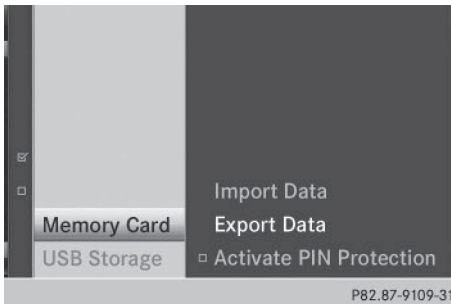 Import Data
Memory Card
Export Data
USB Storage
Activate PIN Protection
P82.87-9109-31